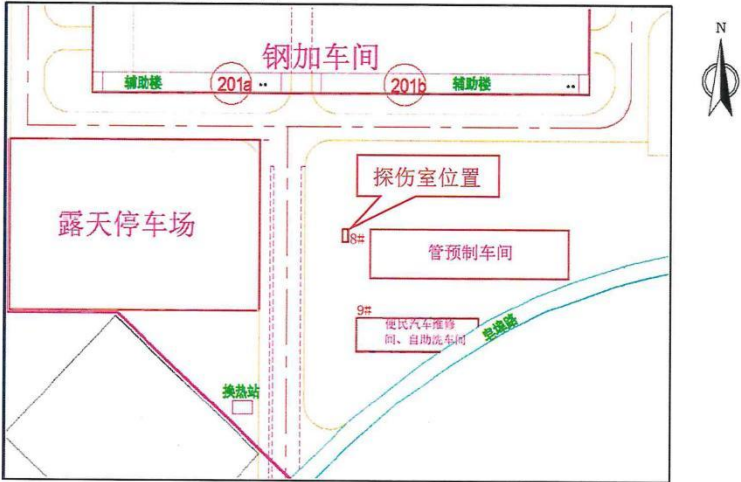 N
钢加车间
辅助楼
201a
201b
辅助楼
探伤室位置
露天停车场
8#
管预制车间
9#
便民汽车维修
间、自助洗车间
换热站